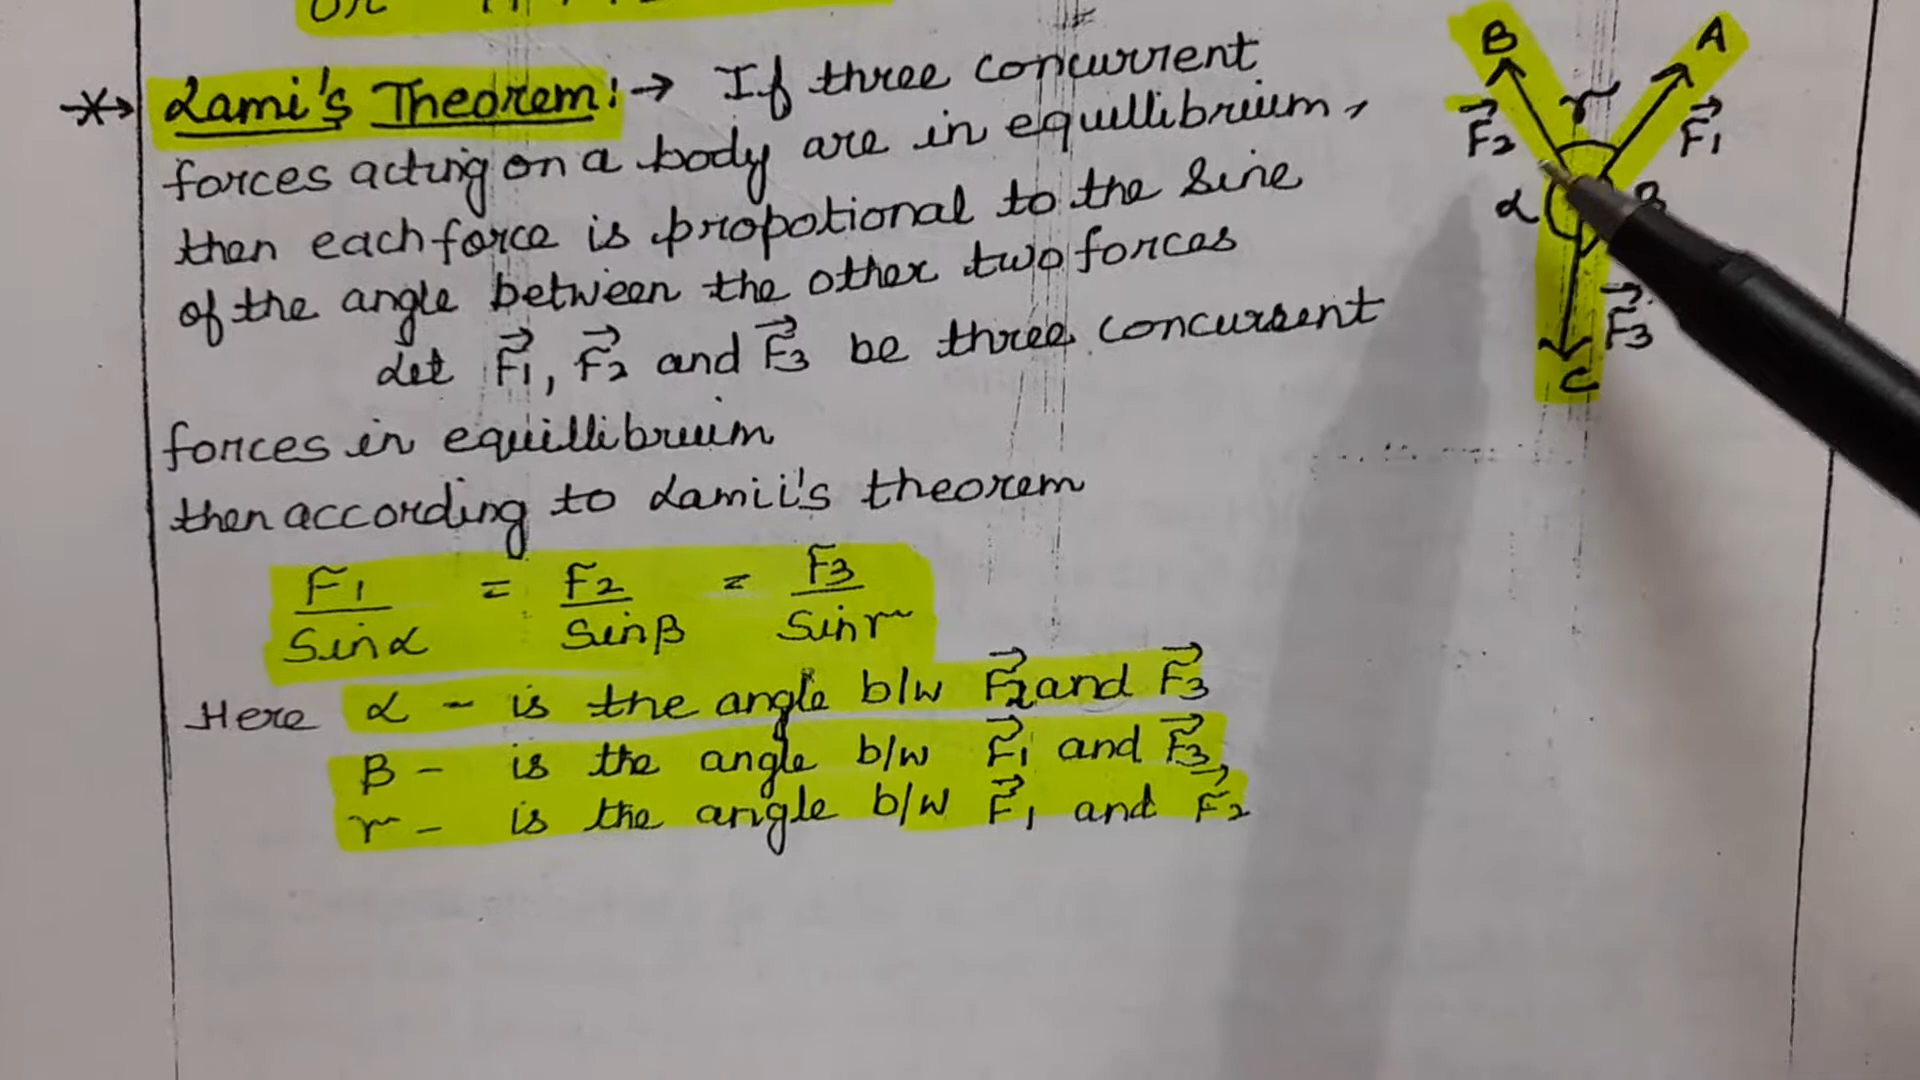 Lami's Theorem:→ If three concurrent
forces acting on a body are in equillibrium,
then each force is propotional to the Sine
of the angle between the other two forces
Let F⃗1, F⃗2 and F⃗3 be three concurrent
forces in equillibrium
then according to Lamii's theorem
F1/Sinα = F2/Sinβ = F3/Sinr
Here α - is the angle b/w F⃗2 and F⃗3
β - is the angle b/w F⃗1 and F⃗3
r - is the angle b/w F⃗1 and F⃗2
B A
r
F⃗2 F⃗1
α
F⃗3
C